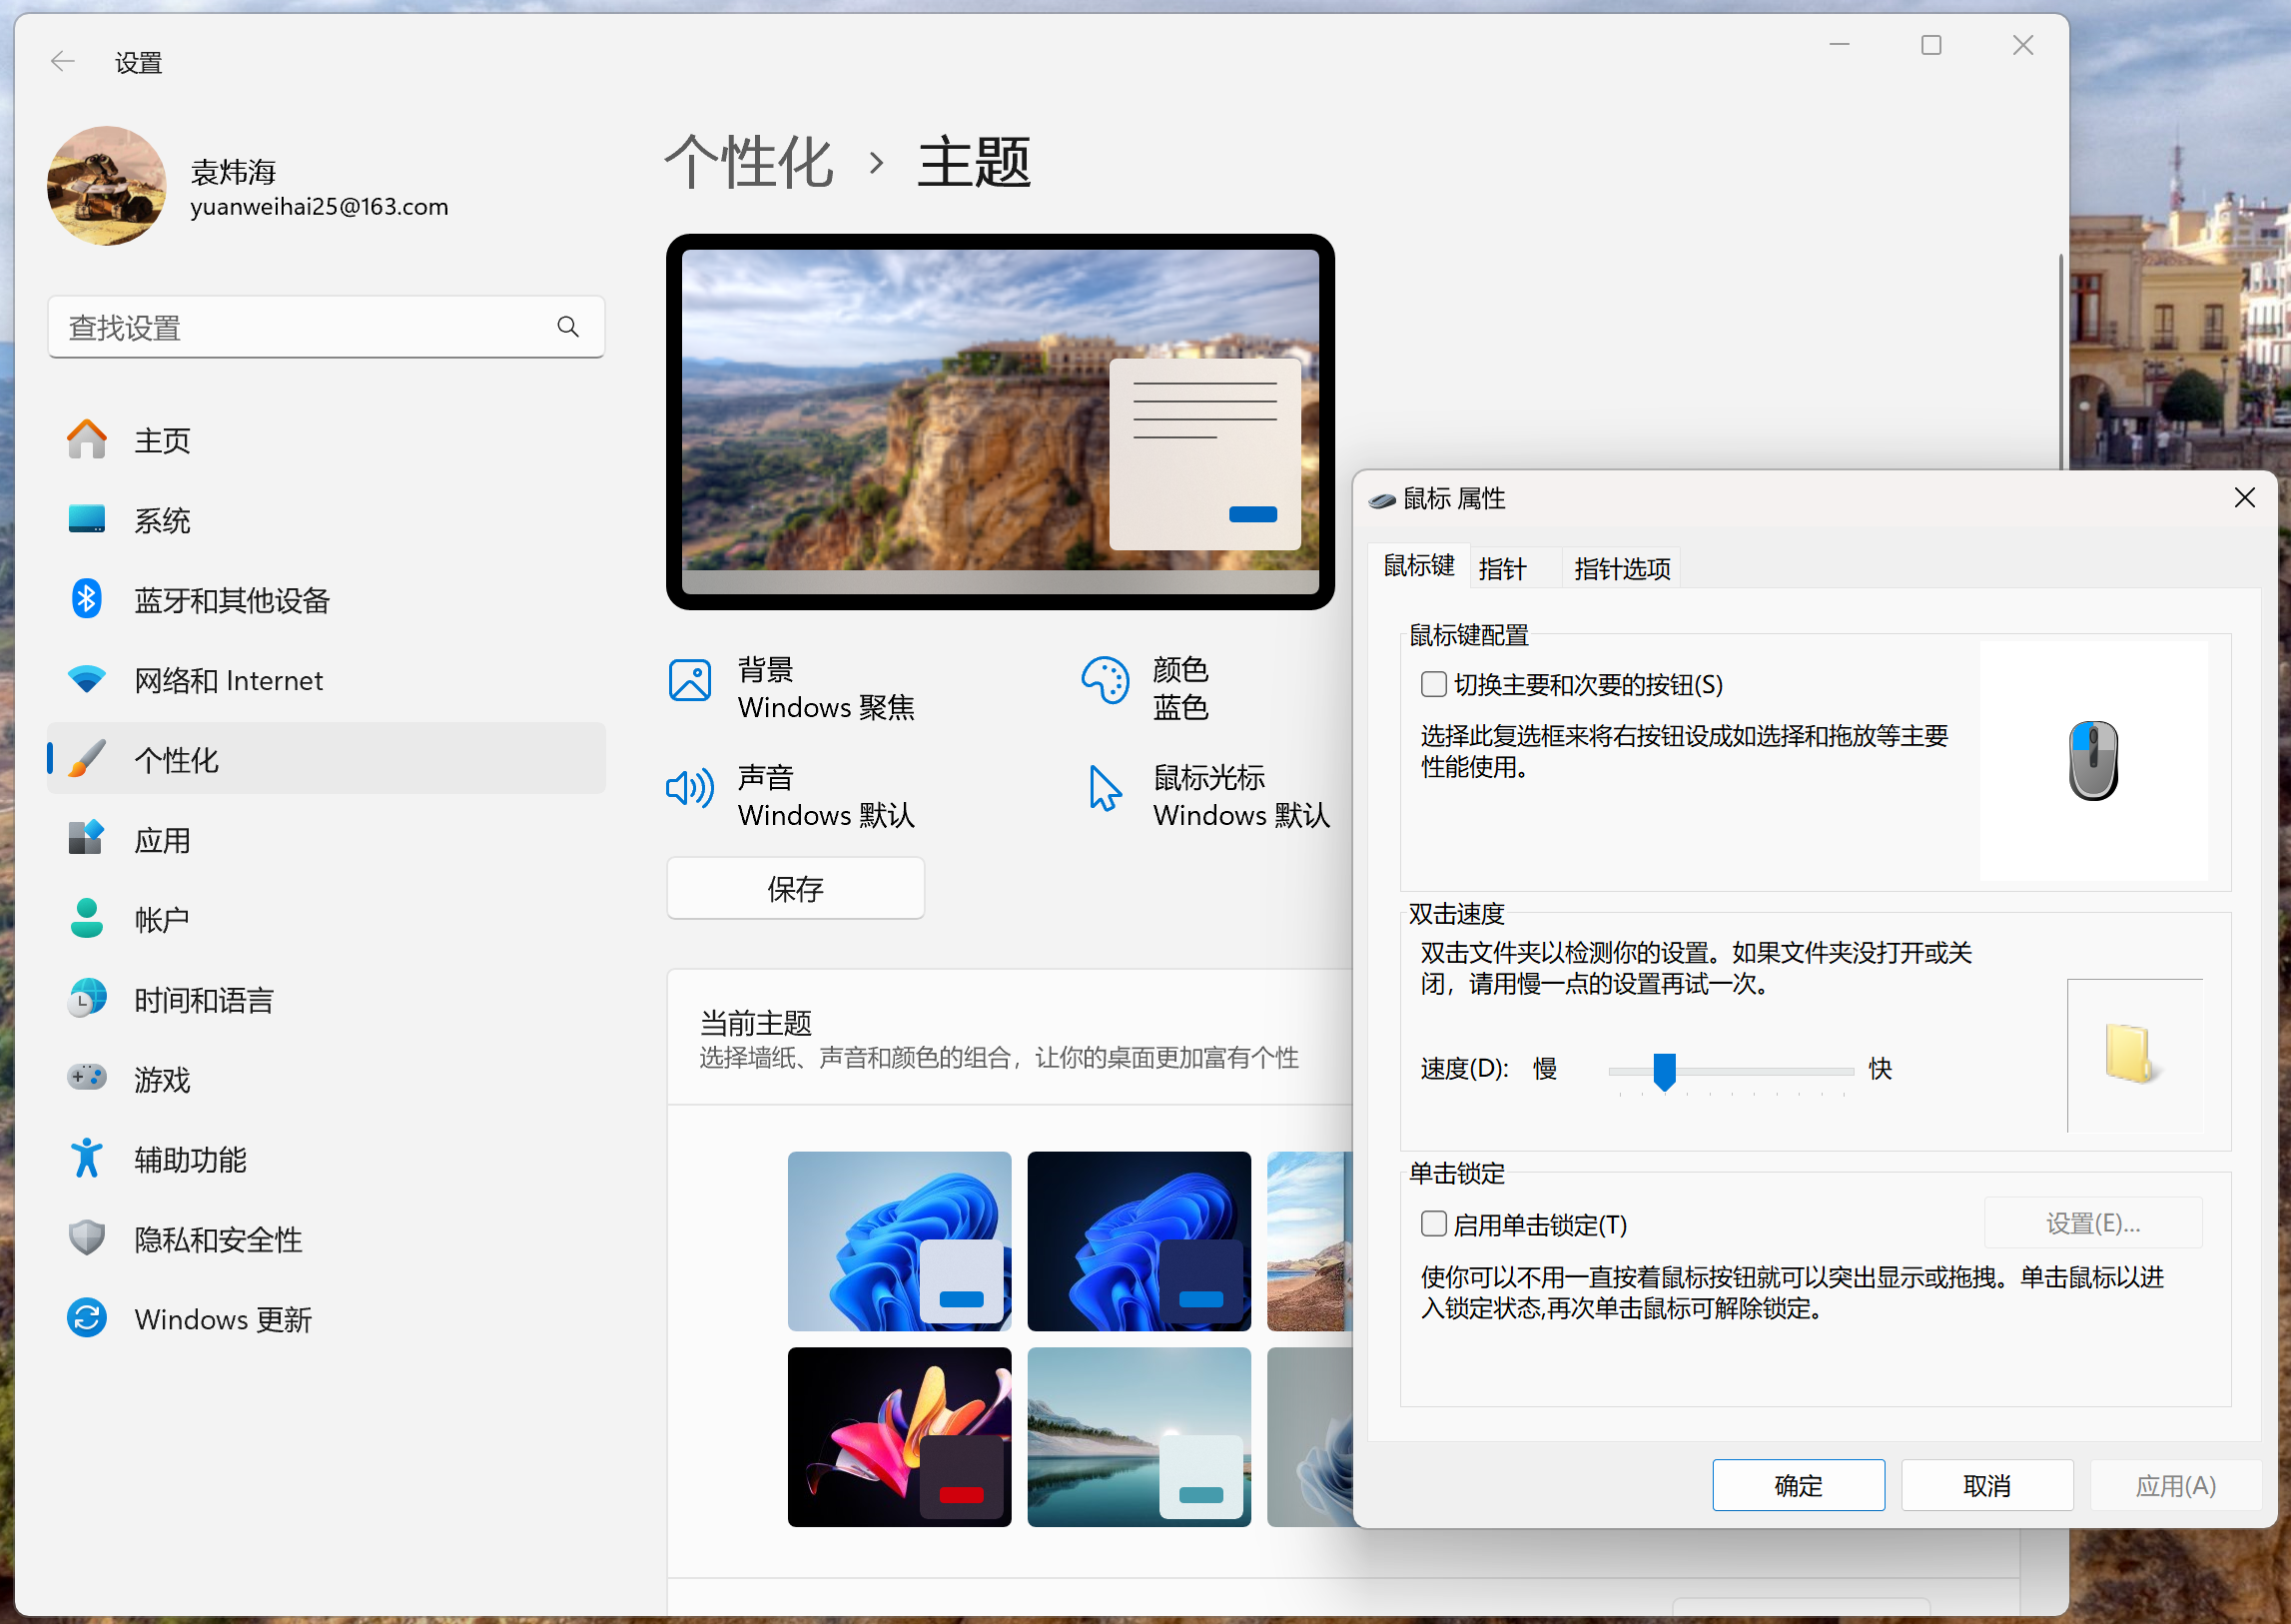 设置
袁炜海
yuanweihai25@163.com
查找设置
主页
系统
蓝牙和其他设备
网络和 Internet
个性化
应用
帐户
时间和语言
游戏
辅助功能
隐私和安全性
Windows 更新
个性化 › 主题
背景
Windows 聚焦
颜色
蓝色
声音
Windows 默认
鼠标光标
Windows 默认
保存
当前主题
选择墙纸、声音和颜色的组合，让你的桌面更加富有个性
鼠标 属性
鼠标键 指针 指针选项
鼠标键配置
切换主要和次要的按钮(S)
选择此复选框来将右按钮设成如选择和拖放等主要
性能使用。
双击速度
双击文件夹以检测你的设置。如果文件夹没打开或关
闭，请用慢一点的设置再试一次。
速度(D): 慢 快
单击锁定
启用单击锁定(T)
设置(E)...
使你可以不用一直按着鼠标按钮就可以突出显示或拖拽。单击鼠标以进
入锁定状态,再次单击鼠标可解除锁定。
确定 取消 应用(A)